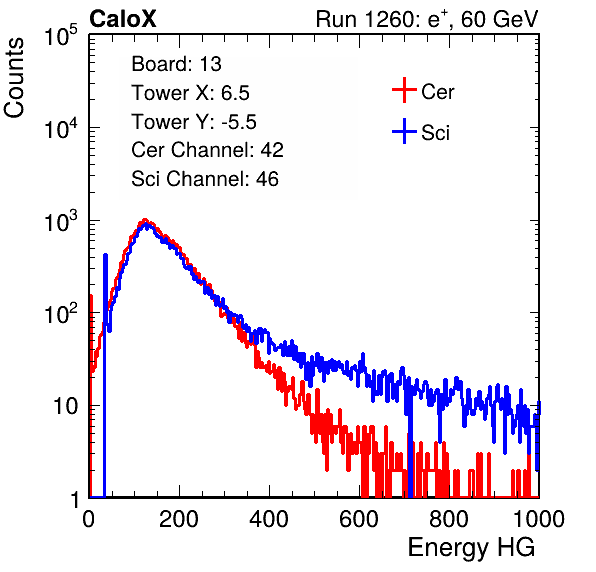 CaloX Run 1260: e⁺, 60 GeV
Counts
Board: 13
Tower X: 6.5
Tower Y: -5.5
Cer Channel: 42
Sci Channel: 46
Cer
Sci
10⁵
10⁴
10³
10²
10
1
0 200 400 600 800 1000
Energy HG